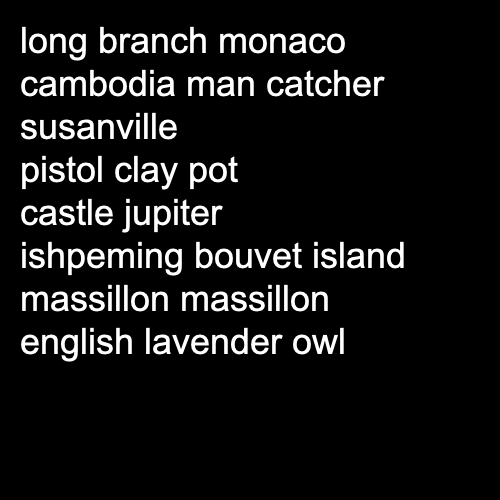 long branch monaco
cambodia man catcher
susanville
pistol clay pot
castle jupiter
ishpeming bouvet island
massillon massillon
english lavender owl